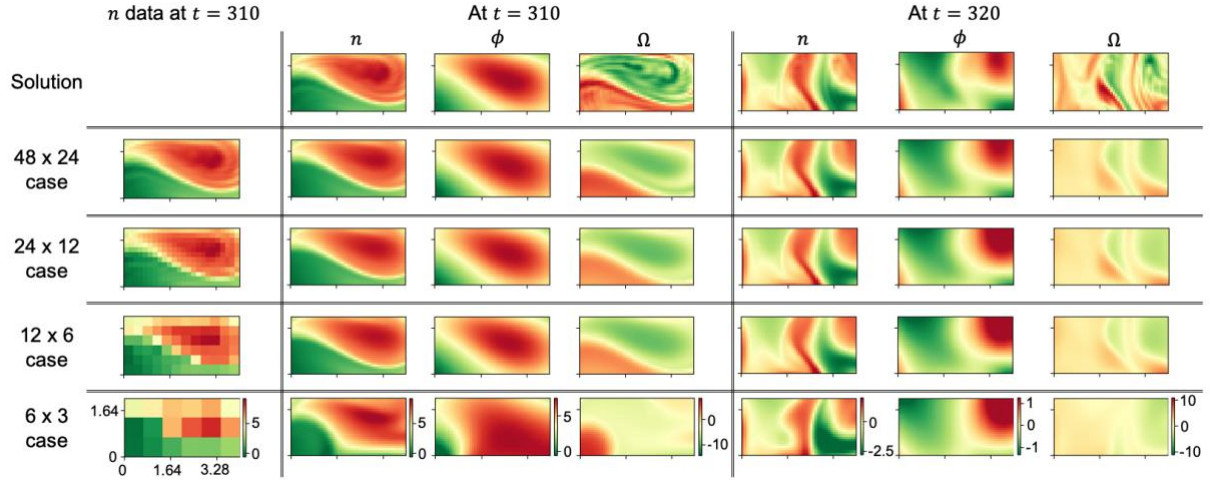 n data at t = 310
At t = 310
At t = 320
n
ϕ
Ω
n
ϕ
Ω
Solution
48 x 24
case
24 x 12
case
12 x 6
case
6 x 3
case
1.64
0
0
1.64
3.28
5
0
5
0
5
0
0
-10
0
-2.5
1
0
-1
10
0
-10